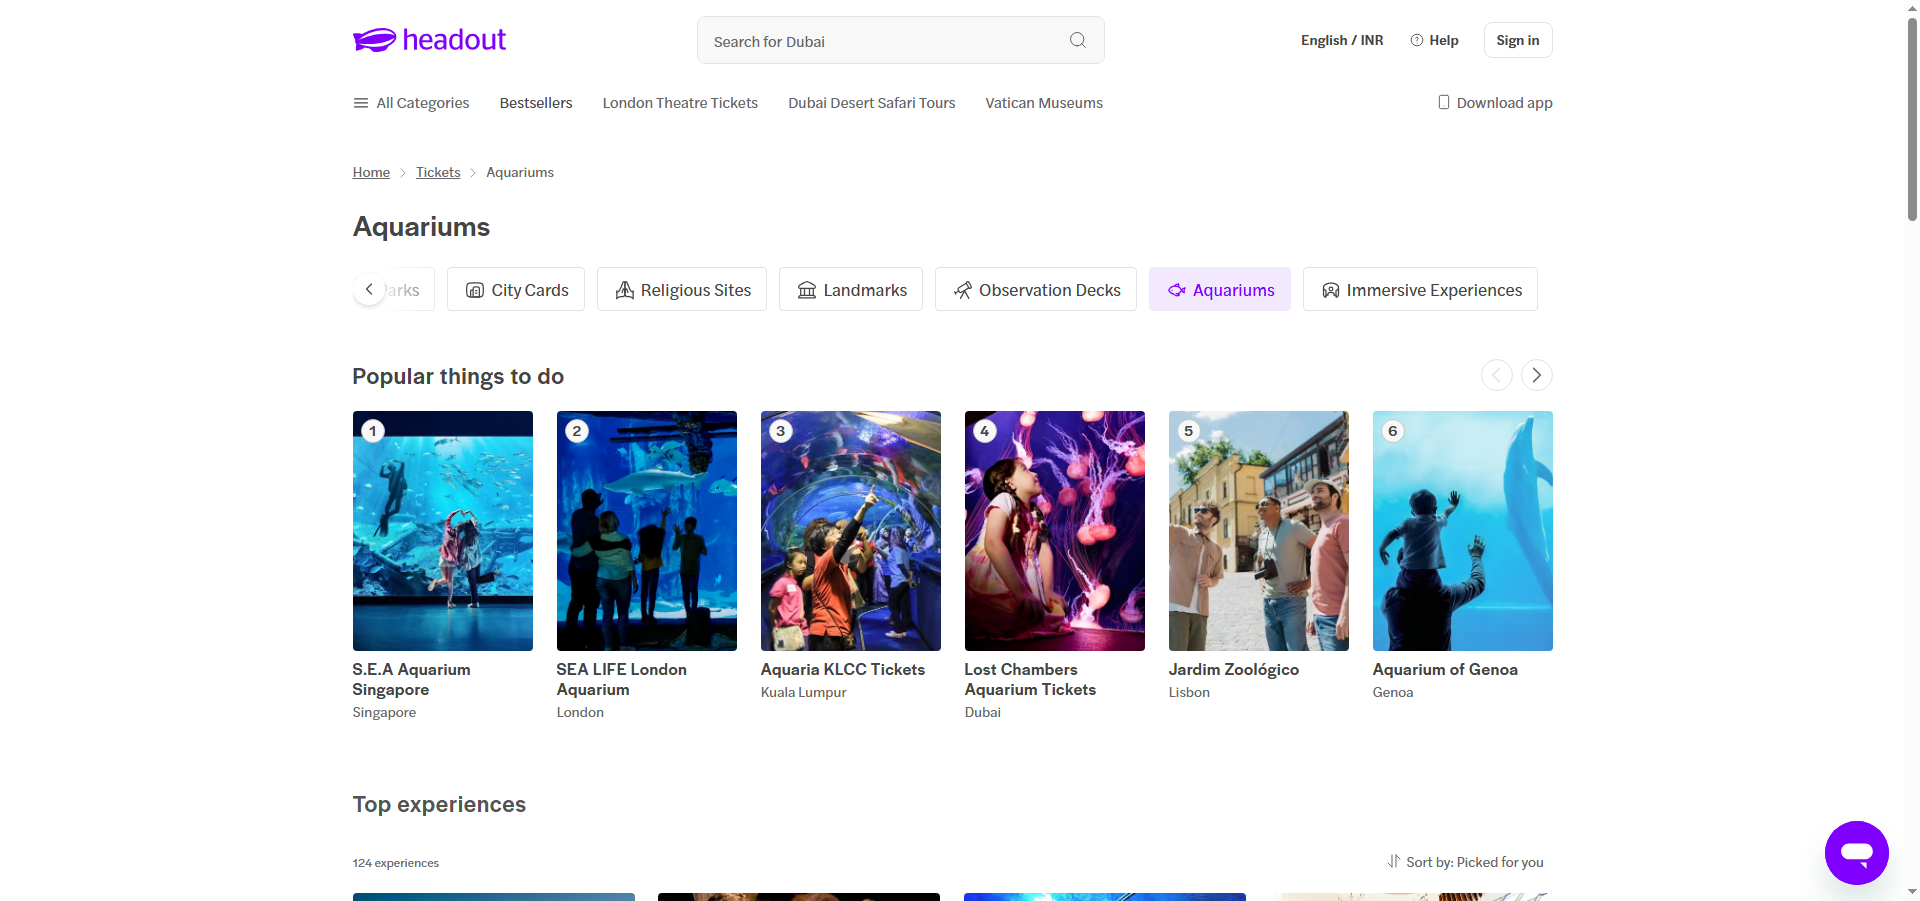 headout
Search for Dubai
English / INR
Help
Sign in
All Categories
Bestsellers
London Theatre Tickets
Dubai Desert Safari Tours
Vatican Museums
Download app
Home
Tickets
Aquariums
Aquariums
arks
City Cards
Religious Sites
Landmarks
Observation Decks
Aquariums
Immersive Experiences
Popular things to do
1
2
3
4
5
6
S.E.A Aquarium
Singapore
Singapore
SEA LIFE London
Aquarium
London
Aquaria KLCC Tickets
Kuala Lumpur
Lost Chambers
Aquarium Tickets
Dubai
Jardim Zoológico
Lisbon
Aquarium of Genoa
Genoa
Top experiences
124 experiences
Sort by: Picked for you